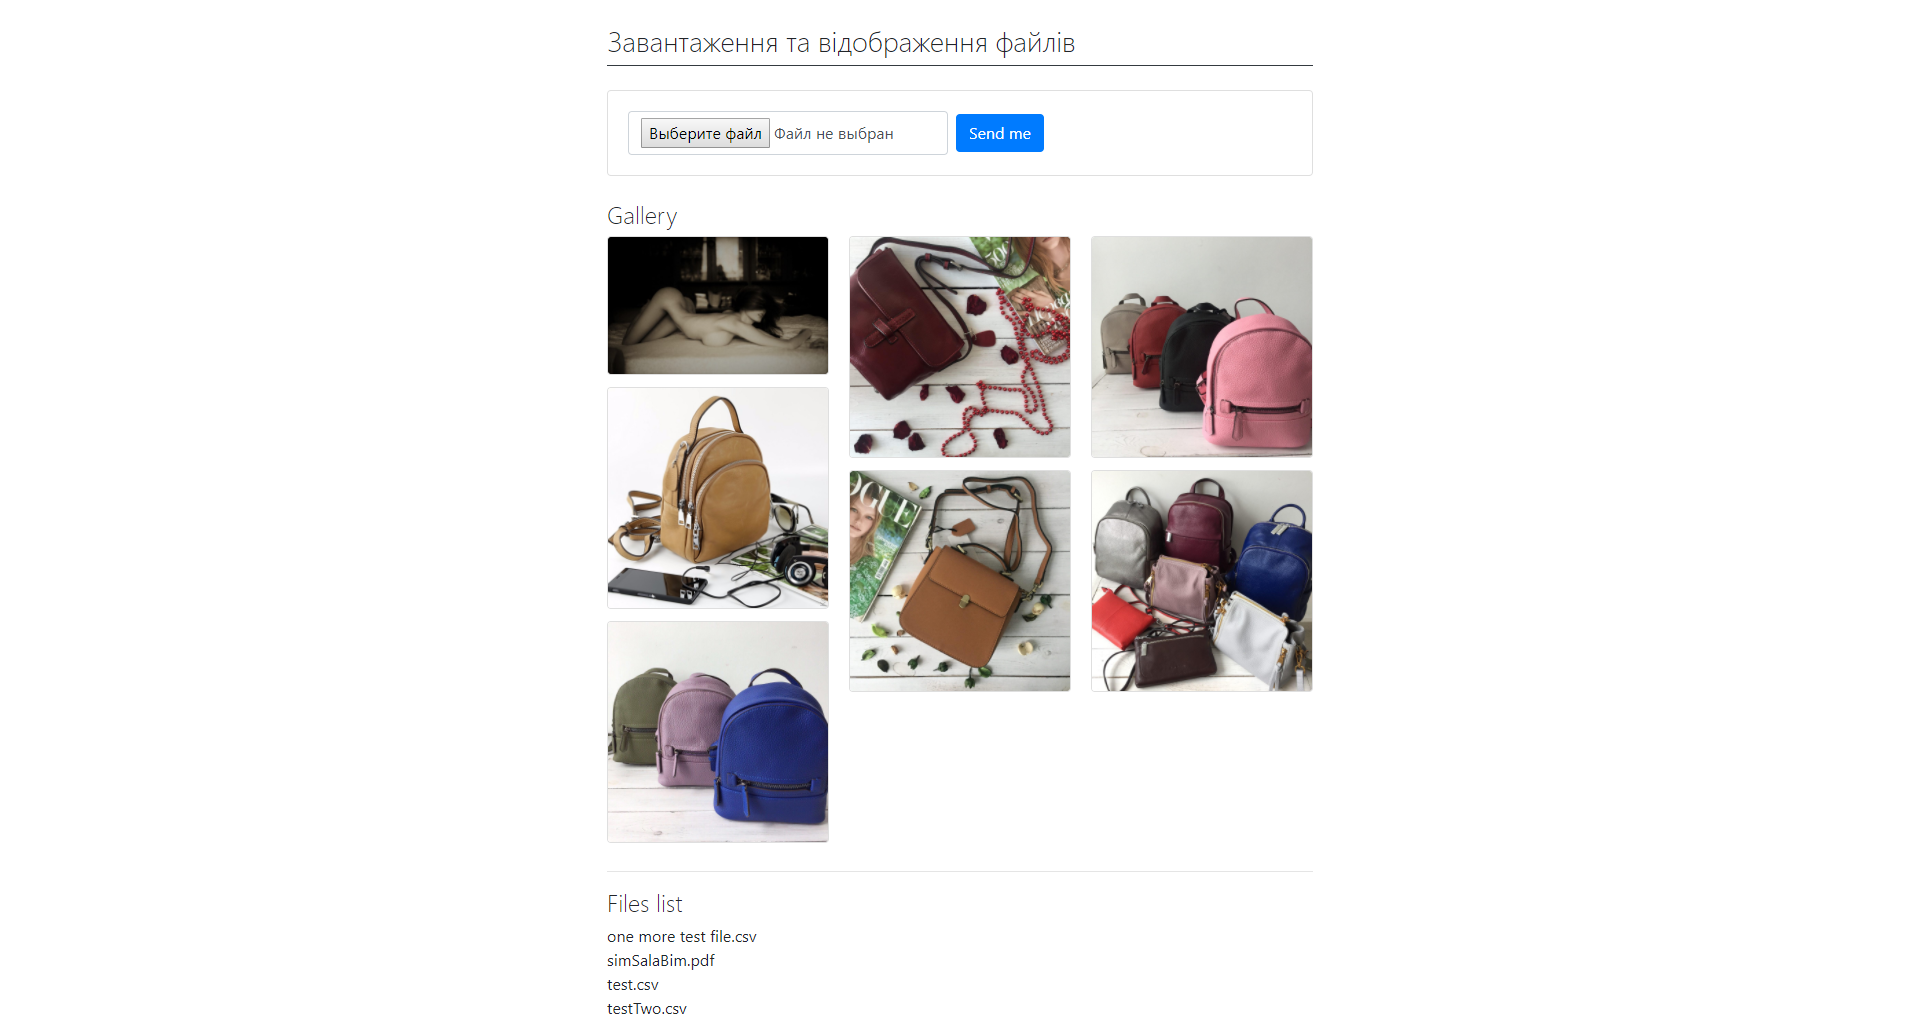 Завантаження та відображення файлів
Выберите файл Файл не выбран Send me
Gallery
OGUE
Files list
one more test file.csv
simSalaBim.pdf
test.csv
testTwo.csv